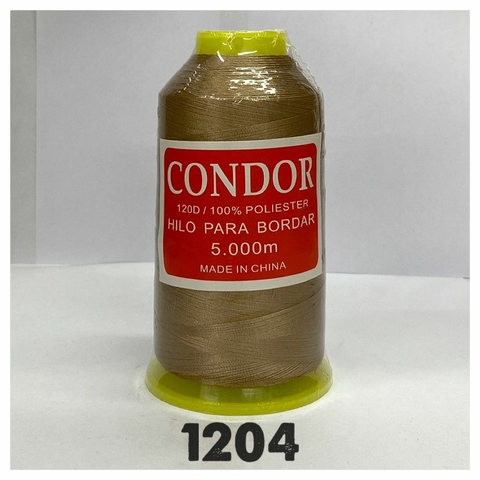 CONDOR
120D / 100% POLIESTER
HILO PARA BORDAR
5.000m
MADE IN CHINA
1204